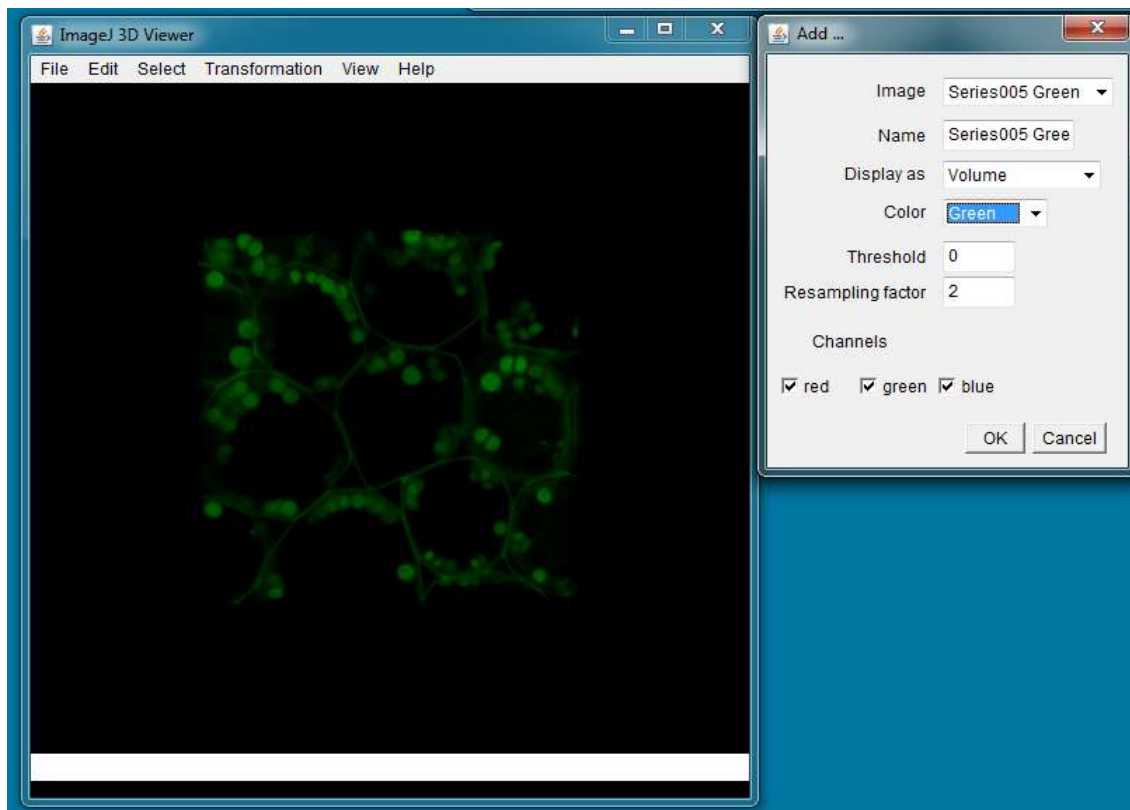 ImageJ 3D Viewer
File Edit Select Transformation View Help
Add ...
Image Series005 Green
Name Series005 Gree
Display as Volume
Color Green
Threshold 0
Resampling factor 2
Channels
red green blue
OK Cancel